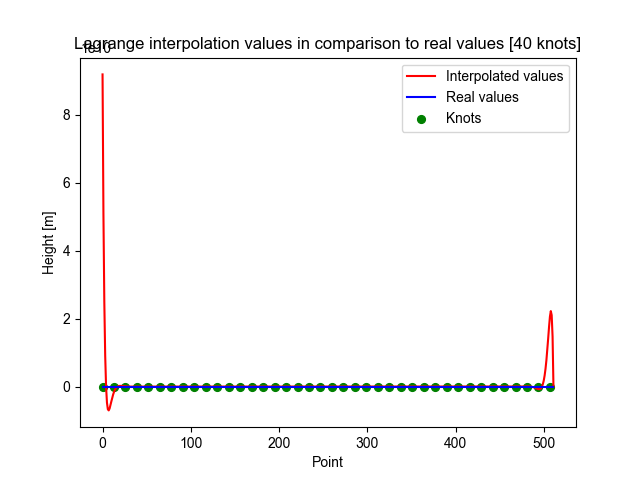 Lagrange interpolation values in comparison to real values [40 knots]
1e10
Interpolated values
Real values
Knots
8
6
4
2
0
Height [m]
0 100 200 300 400 500
Point